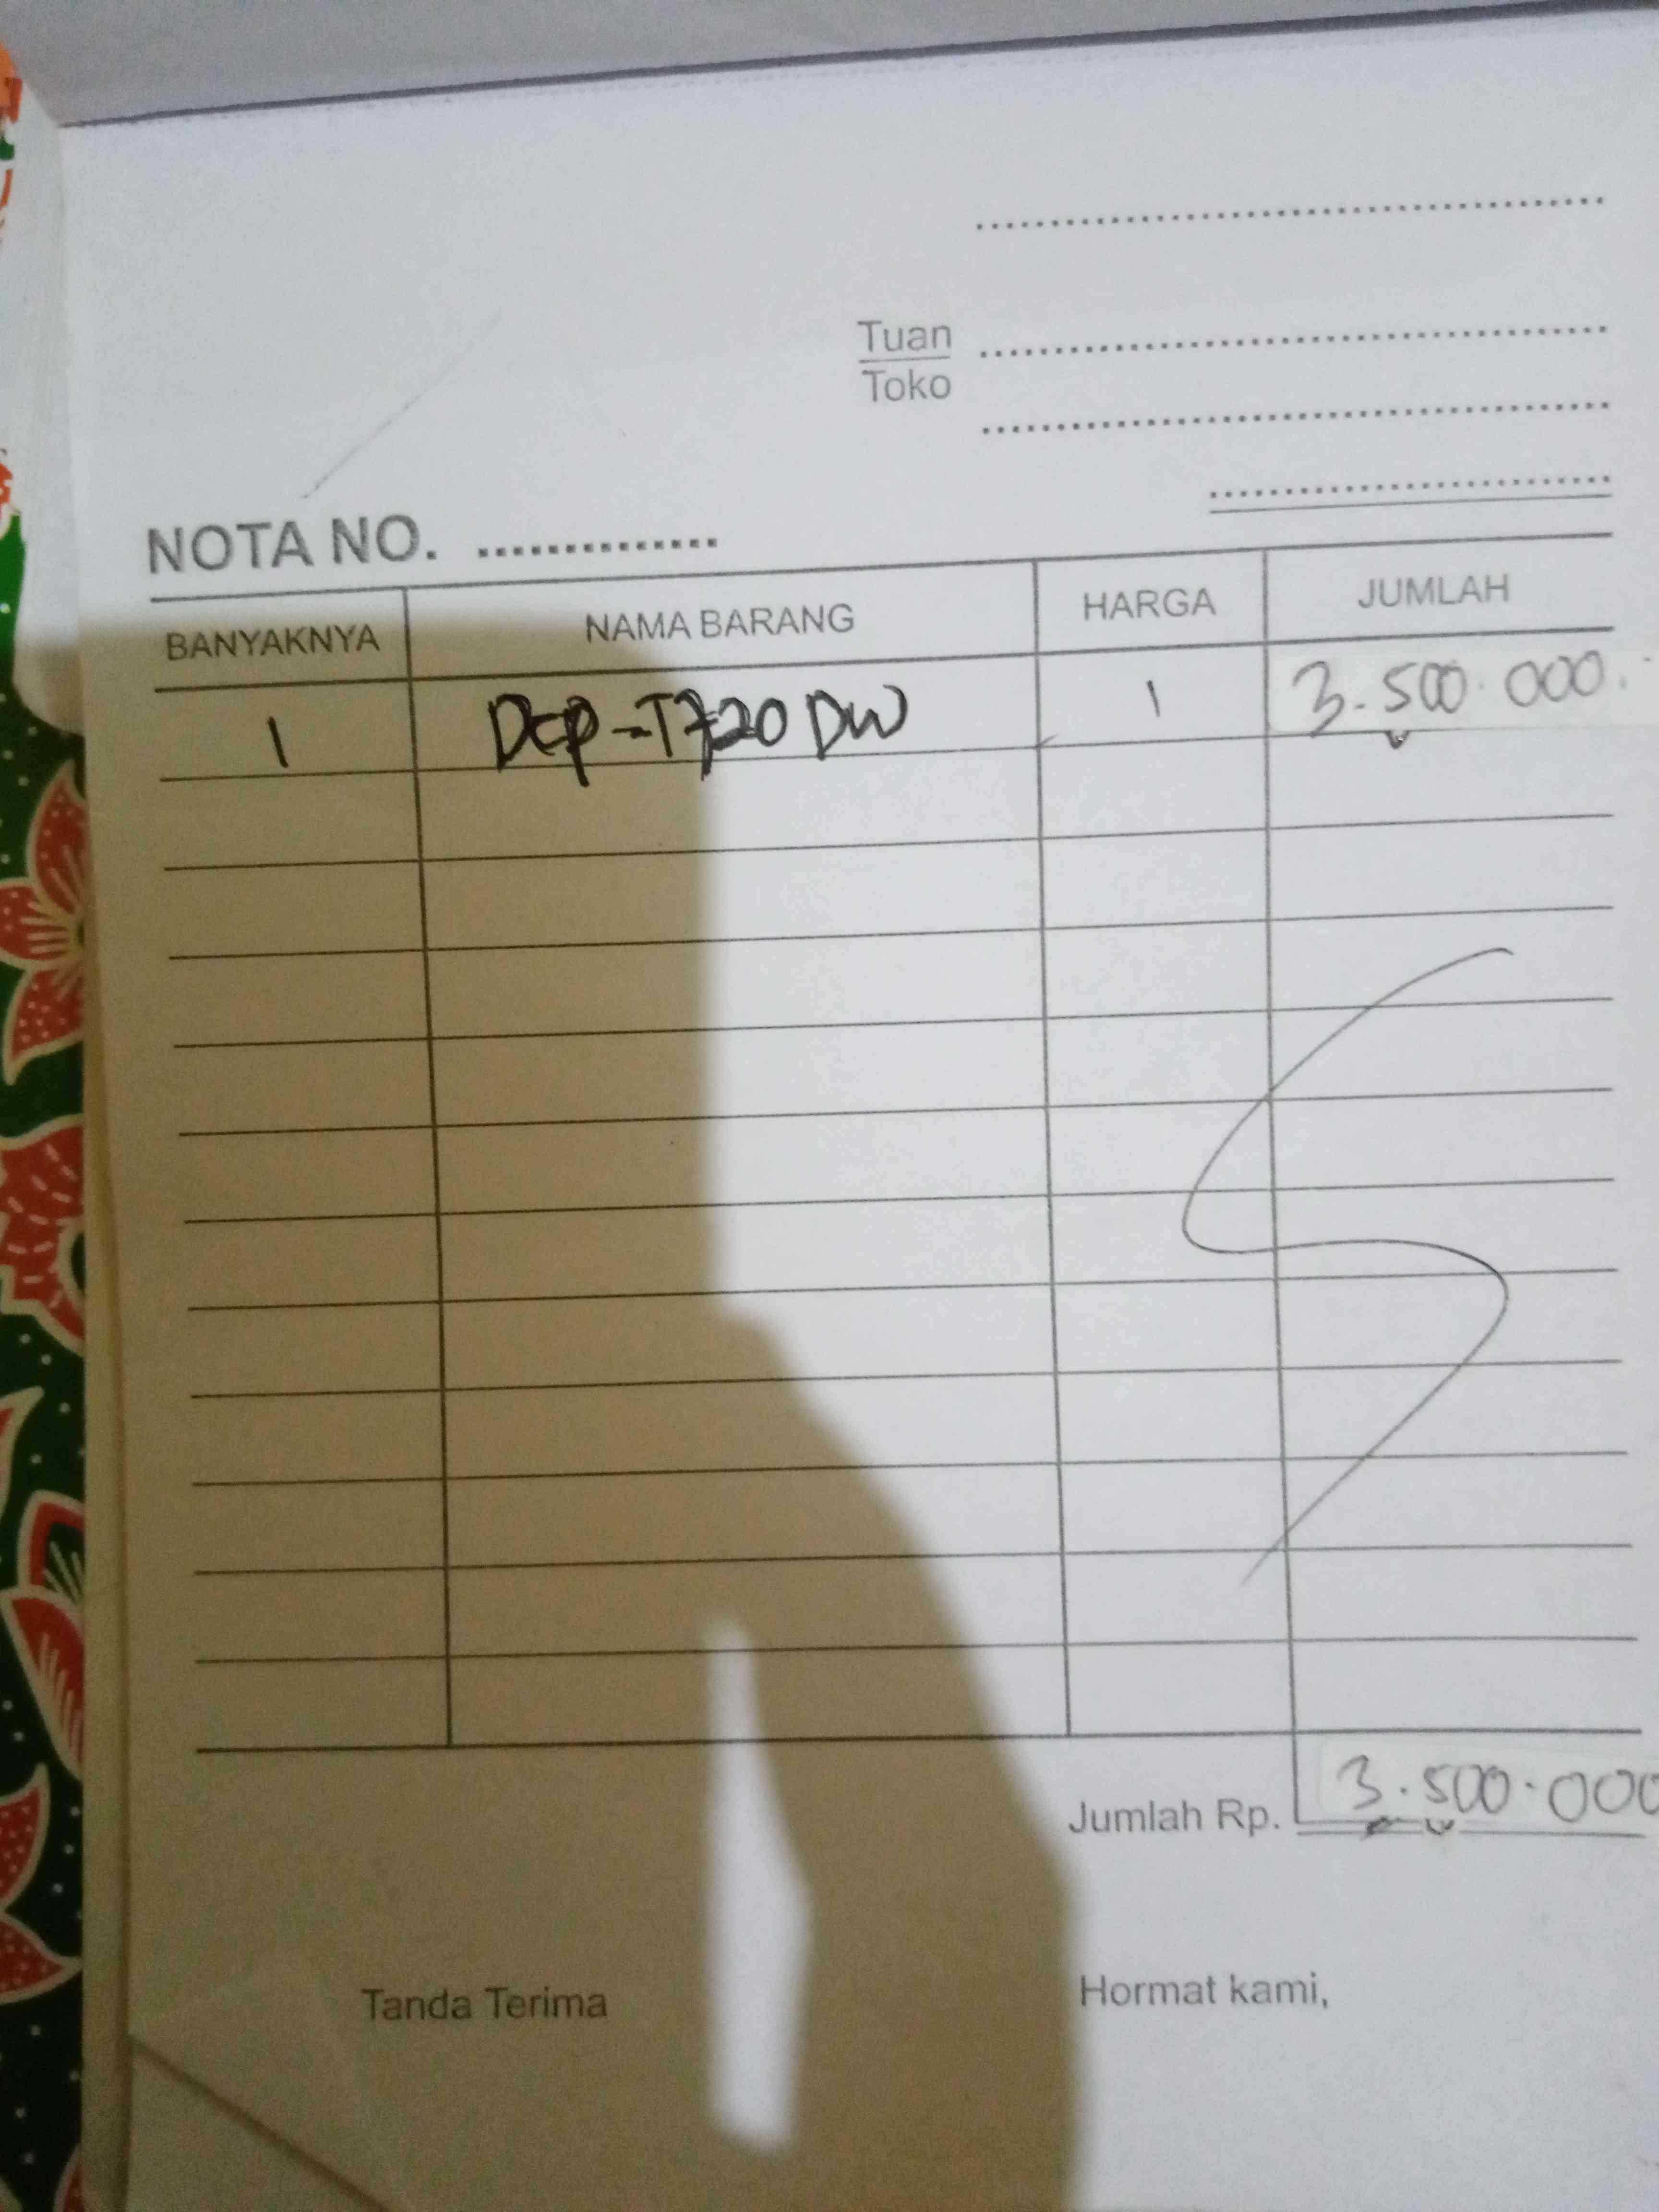 Tuan
Toko
NOTA NO.
BANYAKNYA NAMA BARANG HARGA JUMLAH
1 DCP-T720 DW 1 3.500.000.-
Jumlah Rp. 3.500.000
Tanda Terima Hormat kami,